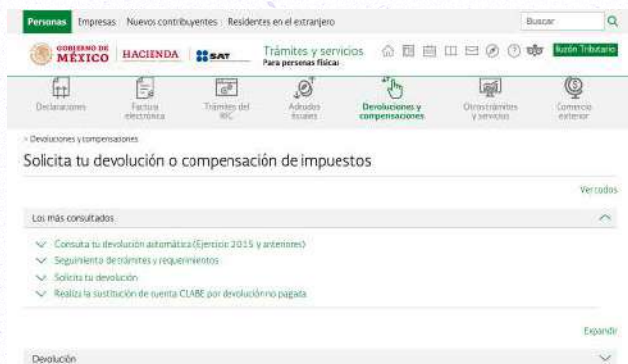 Personas Empresas Nuevos contribuyentes Residentes en el extranjero Buscar
GOBIERNO DE MÉXICO HACIENDA SAT Trámites y servicios Buzón Tributario
Para personas físicas
Declaraciones Factura electrónica Trámites del RFC Adeudos fiscales Devoluciones y compensaciones Otros trámites y servicios Comercio exterior
> Devoluciones y compensaciones
Solicita tu devolución o compensación de impuestos
Ver todos
Los más consultados
Consulta tu devolución automática (Ejercicio 2015 y anteriores)
Seguimiento de trámites y requerimientos
Solicita tu devolución
Realiza la sustitución de cuenta CLABE por devolución no pagada
Expandir
Devolución